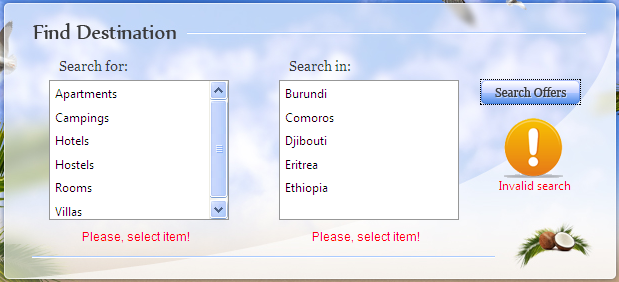 Find Destination
Search for:
Search in:
Apartments
Campings
Hotels
Hostels
Rooms
Villas
Burundi
Comoros
Djibouti
Eritrea
Ethiopia
Search Offers
Invalid search
Please, select item!
Please, select item!